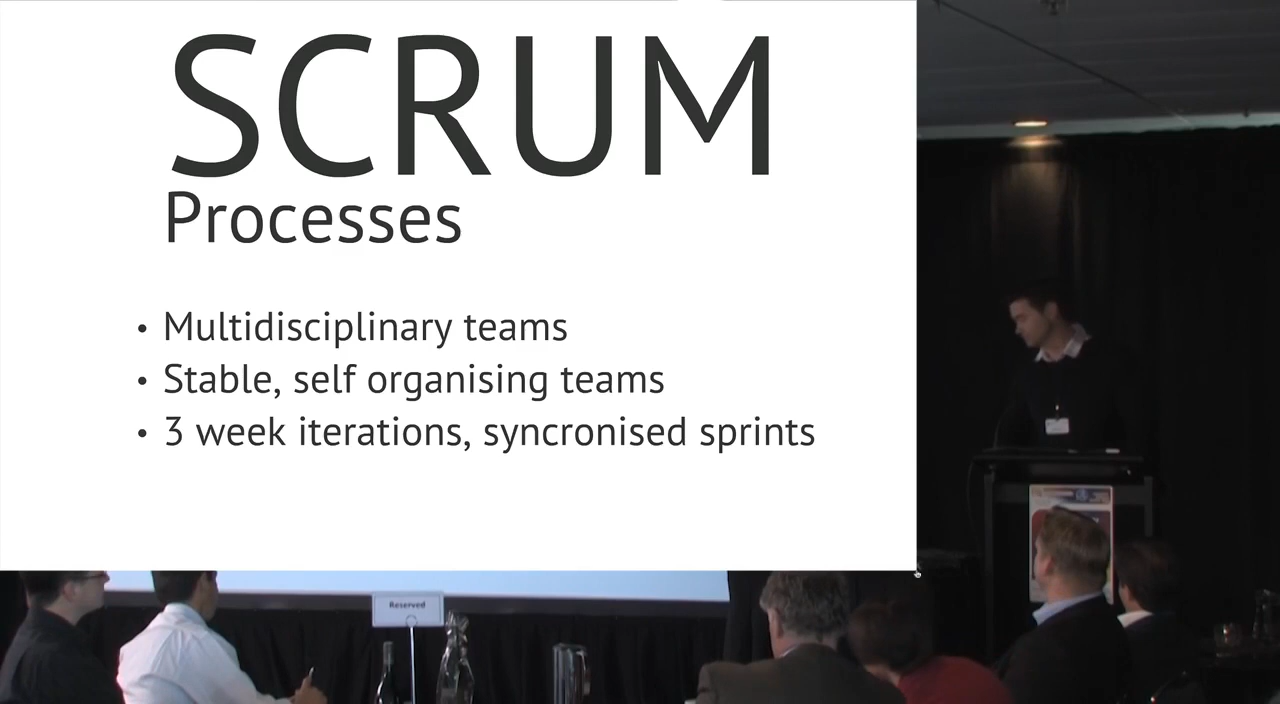 SCRUM
Processes
• Multidisciplinary teams
• Stable, self organising teams
• 3 week iterations, syncronised sprints
Reserved